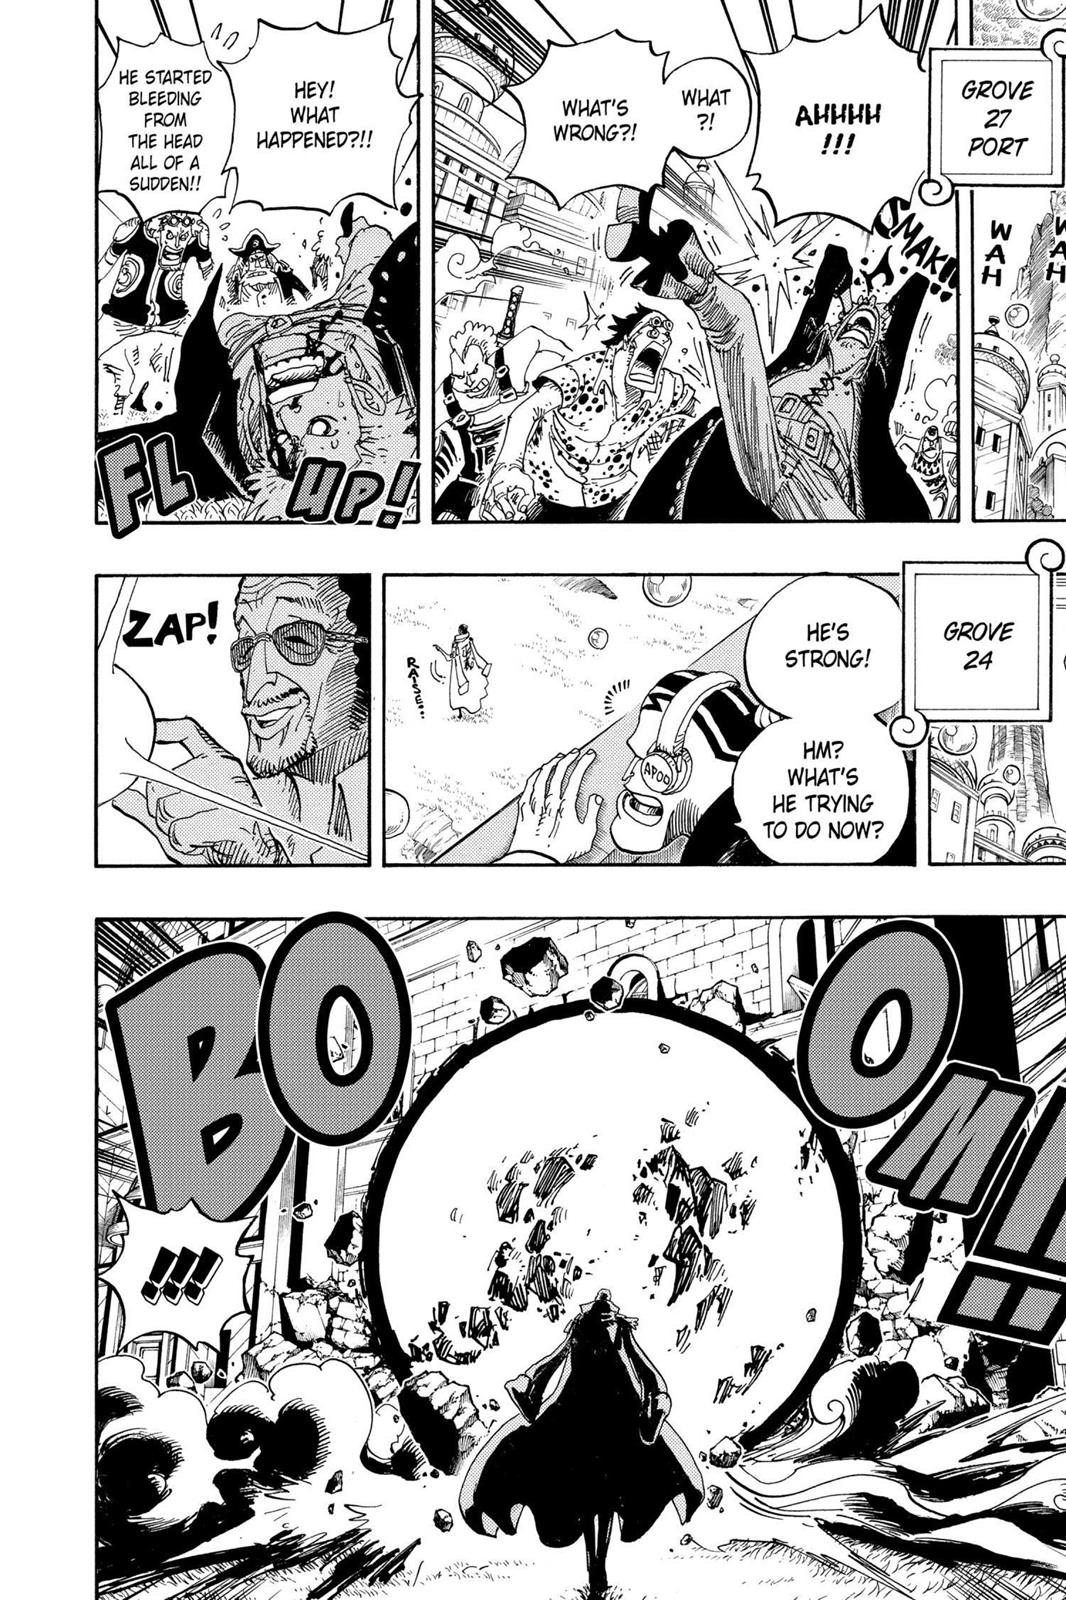 GROVE
27
PORT
WAH
WAH
AHHHH
!!!
WHAT
?!
WHAT'S
WRONG?!
SMAK!!
HEY!
WHAT
HAPPENED?!!
HE STARTED
BLEEDING
FROM
THE HEAD
ALL OF A
SUDDEN!!
FL UP!
GROVE
24
HE'S
STRONG!
HM?
WHAT'S
HE TRYING
TO DO NOW?
APOO
RAISE...
ZAP!
BOOM!!
!!!